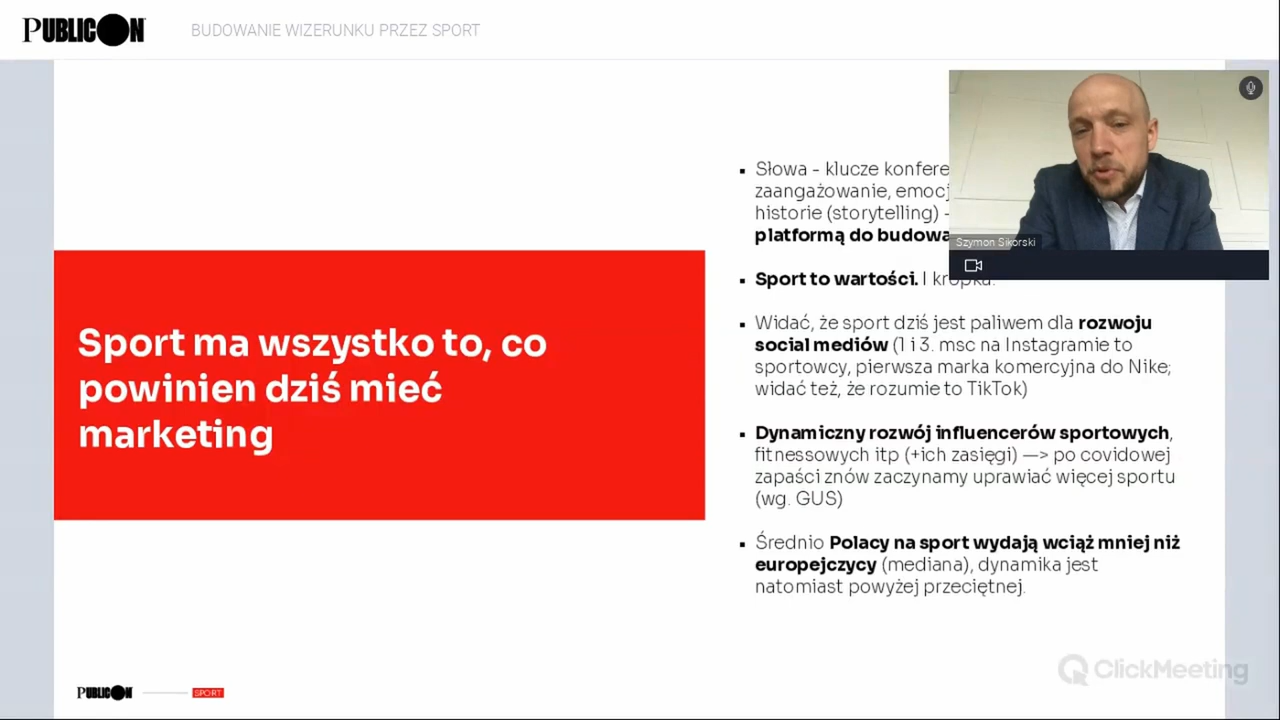 PUBLICON
BUDOWANIE WIZERUNKU PRZEZ SPORT
Sport ma wszystko to, co
powinien dziś mieć
marketing
Słowa - klucze
zaangażowanie,
historie (storytelling) -
platformą do
Sport to wartości. I kropka.
Widać, że sport dziś jest paliwem dla rozwoju
social mediów (1 i 3. msc na Instagramie to
sportowcy, pierwsza marka komercyjna do Nike;
widać też, że rozumie to TikTok)
Dynamiczny rozwój influencerów sportowych,
fitnessowych itp (+ich zasięgi) —> po covidowej
zapaści znów zaczynamy uprawiać więcej sportu
(wg. GUS)
Średnio Polacy na sport wydają wciąż mniej niż
europejczycy (mediana), dynamika jest
natomiast powyżej przeciętnej.
Szymon Sikorski
PUBLICON
SPORT
ClickMeeting